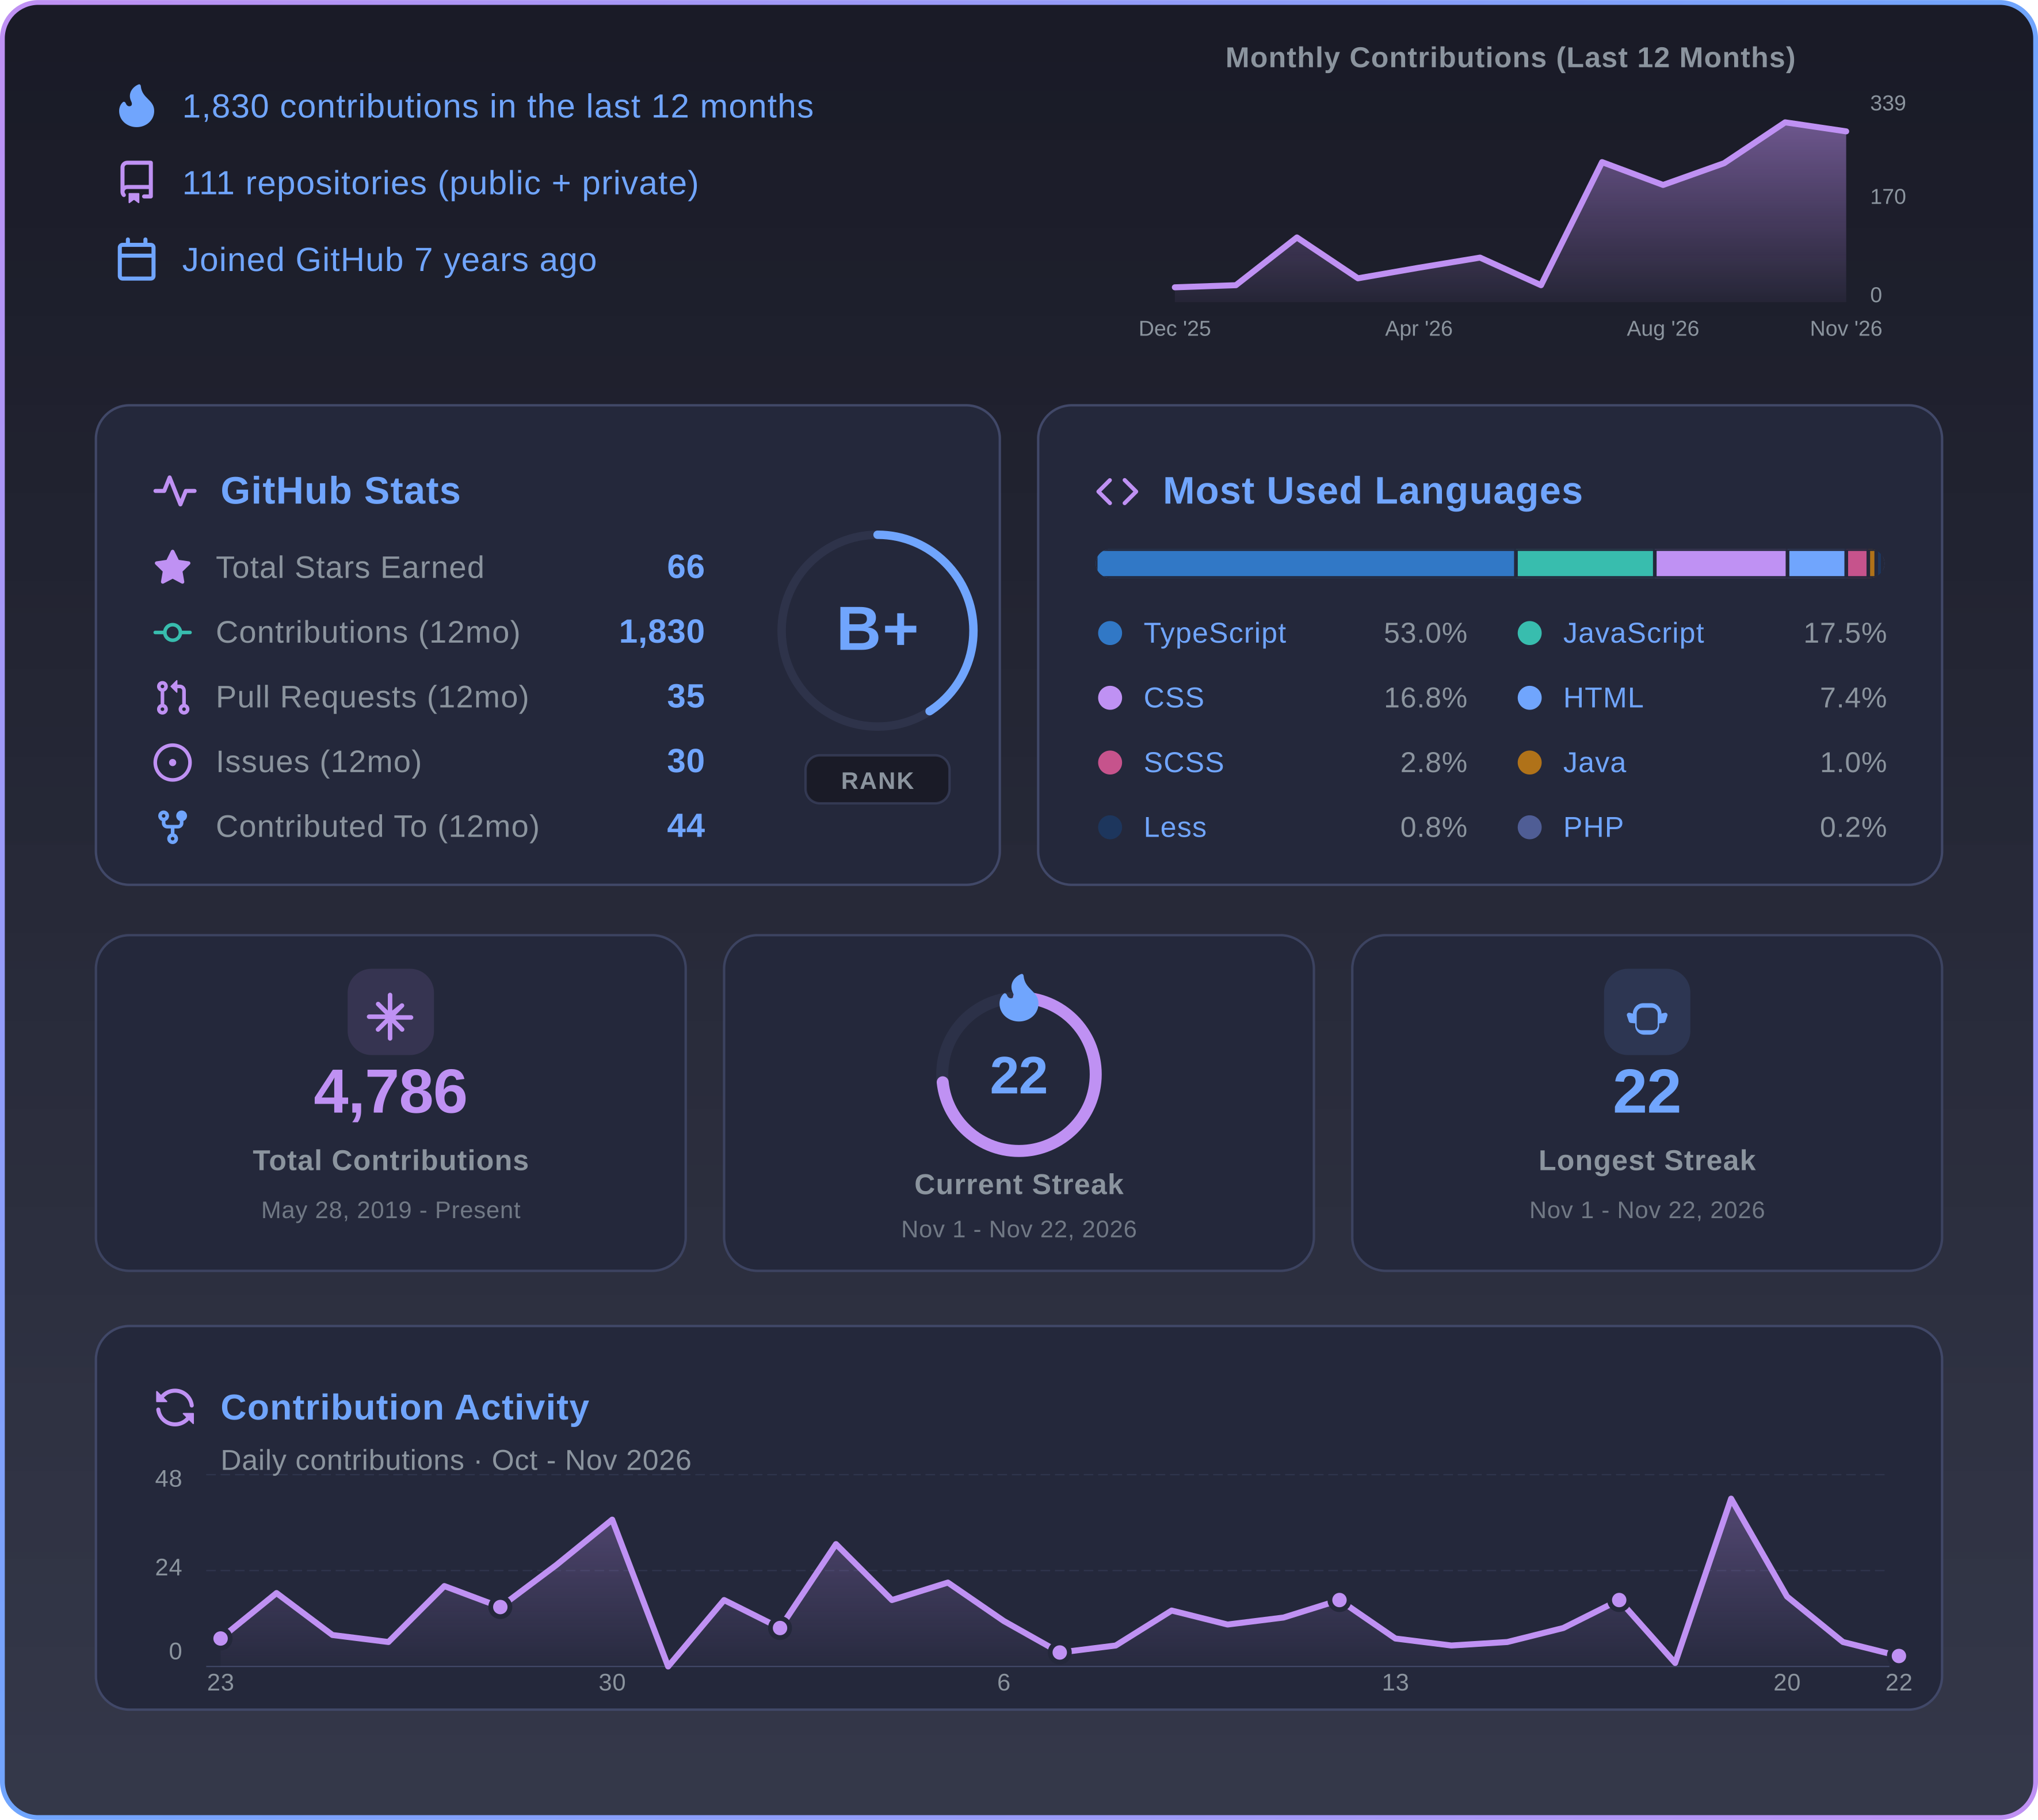 1,830 contributions in the last 12 months
111 repositories (public + private)
Joined GitHub 7 years ago
Monthly Contributions (Last 12 Months)
339
170
0
Dec '25 Apr '26 Aug '26 Nov '26
GitHub Stats
Total Stars Earned 66
Contributions (12mo) 1,830
Pull Requests (12mo) 35
Issues (12mo) 30
Contributed To (12mo) 44
B+
RANK
Most Used Languages
TypeScript 53.0% JavaScript 17.5%
CSS 16.8% HTML 7.4%
SCSS 2.8% Java 1.0%
Less 0.8% PHP 0.2%
4,786
Total Contributions
May 28, 2019 - Present
22
Current Streak
Nov 1 - Nov 22, 2026
22
Longest Streak
Nov 1 - Nov 22, 2026
Contribution Activity
Daily contributions · Oct - Nov 2026
48
24
0
23 30 6 13 20 22